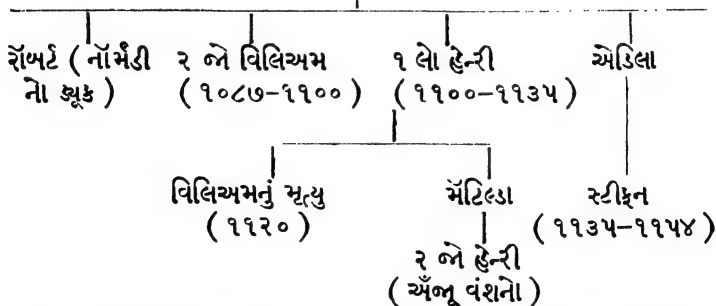 રૉબર્ટ ( નૉર્મંડી ૨ જો વિલિઅમ ૧ લો હેન્રી એડિલા
નો ડ્યૂક ) ( ૧૦૮૭-૧૧૦૦ ) ( ૧૧૦૦-૧૧૩૫ )
વિલિઅમનું મૃત્યુ મૅટિલ્ડા સ્ટીફન
( ૧૧૨૦ ) ( ૧૧૩૫-૧૧૫૪ )
૨ જો હેન્રી
( અઁજૂ વંશનો )